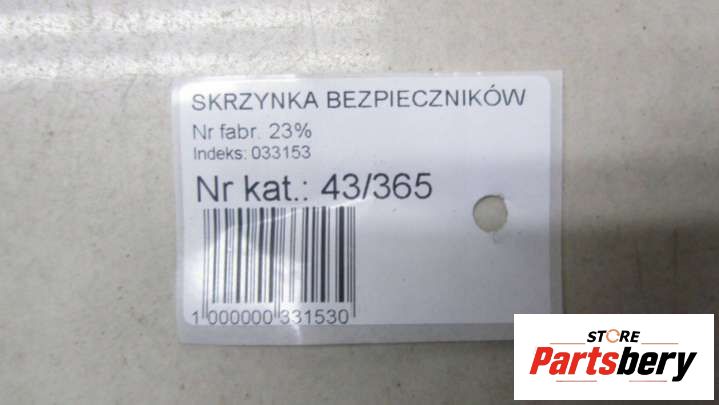 SKRZYNKA BEZPIECZNIKÓW
Nr fabr. 23%
Indeks: 033153
Nr kat.: 43/365
1 000000 331530
STORE
Partsbery